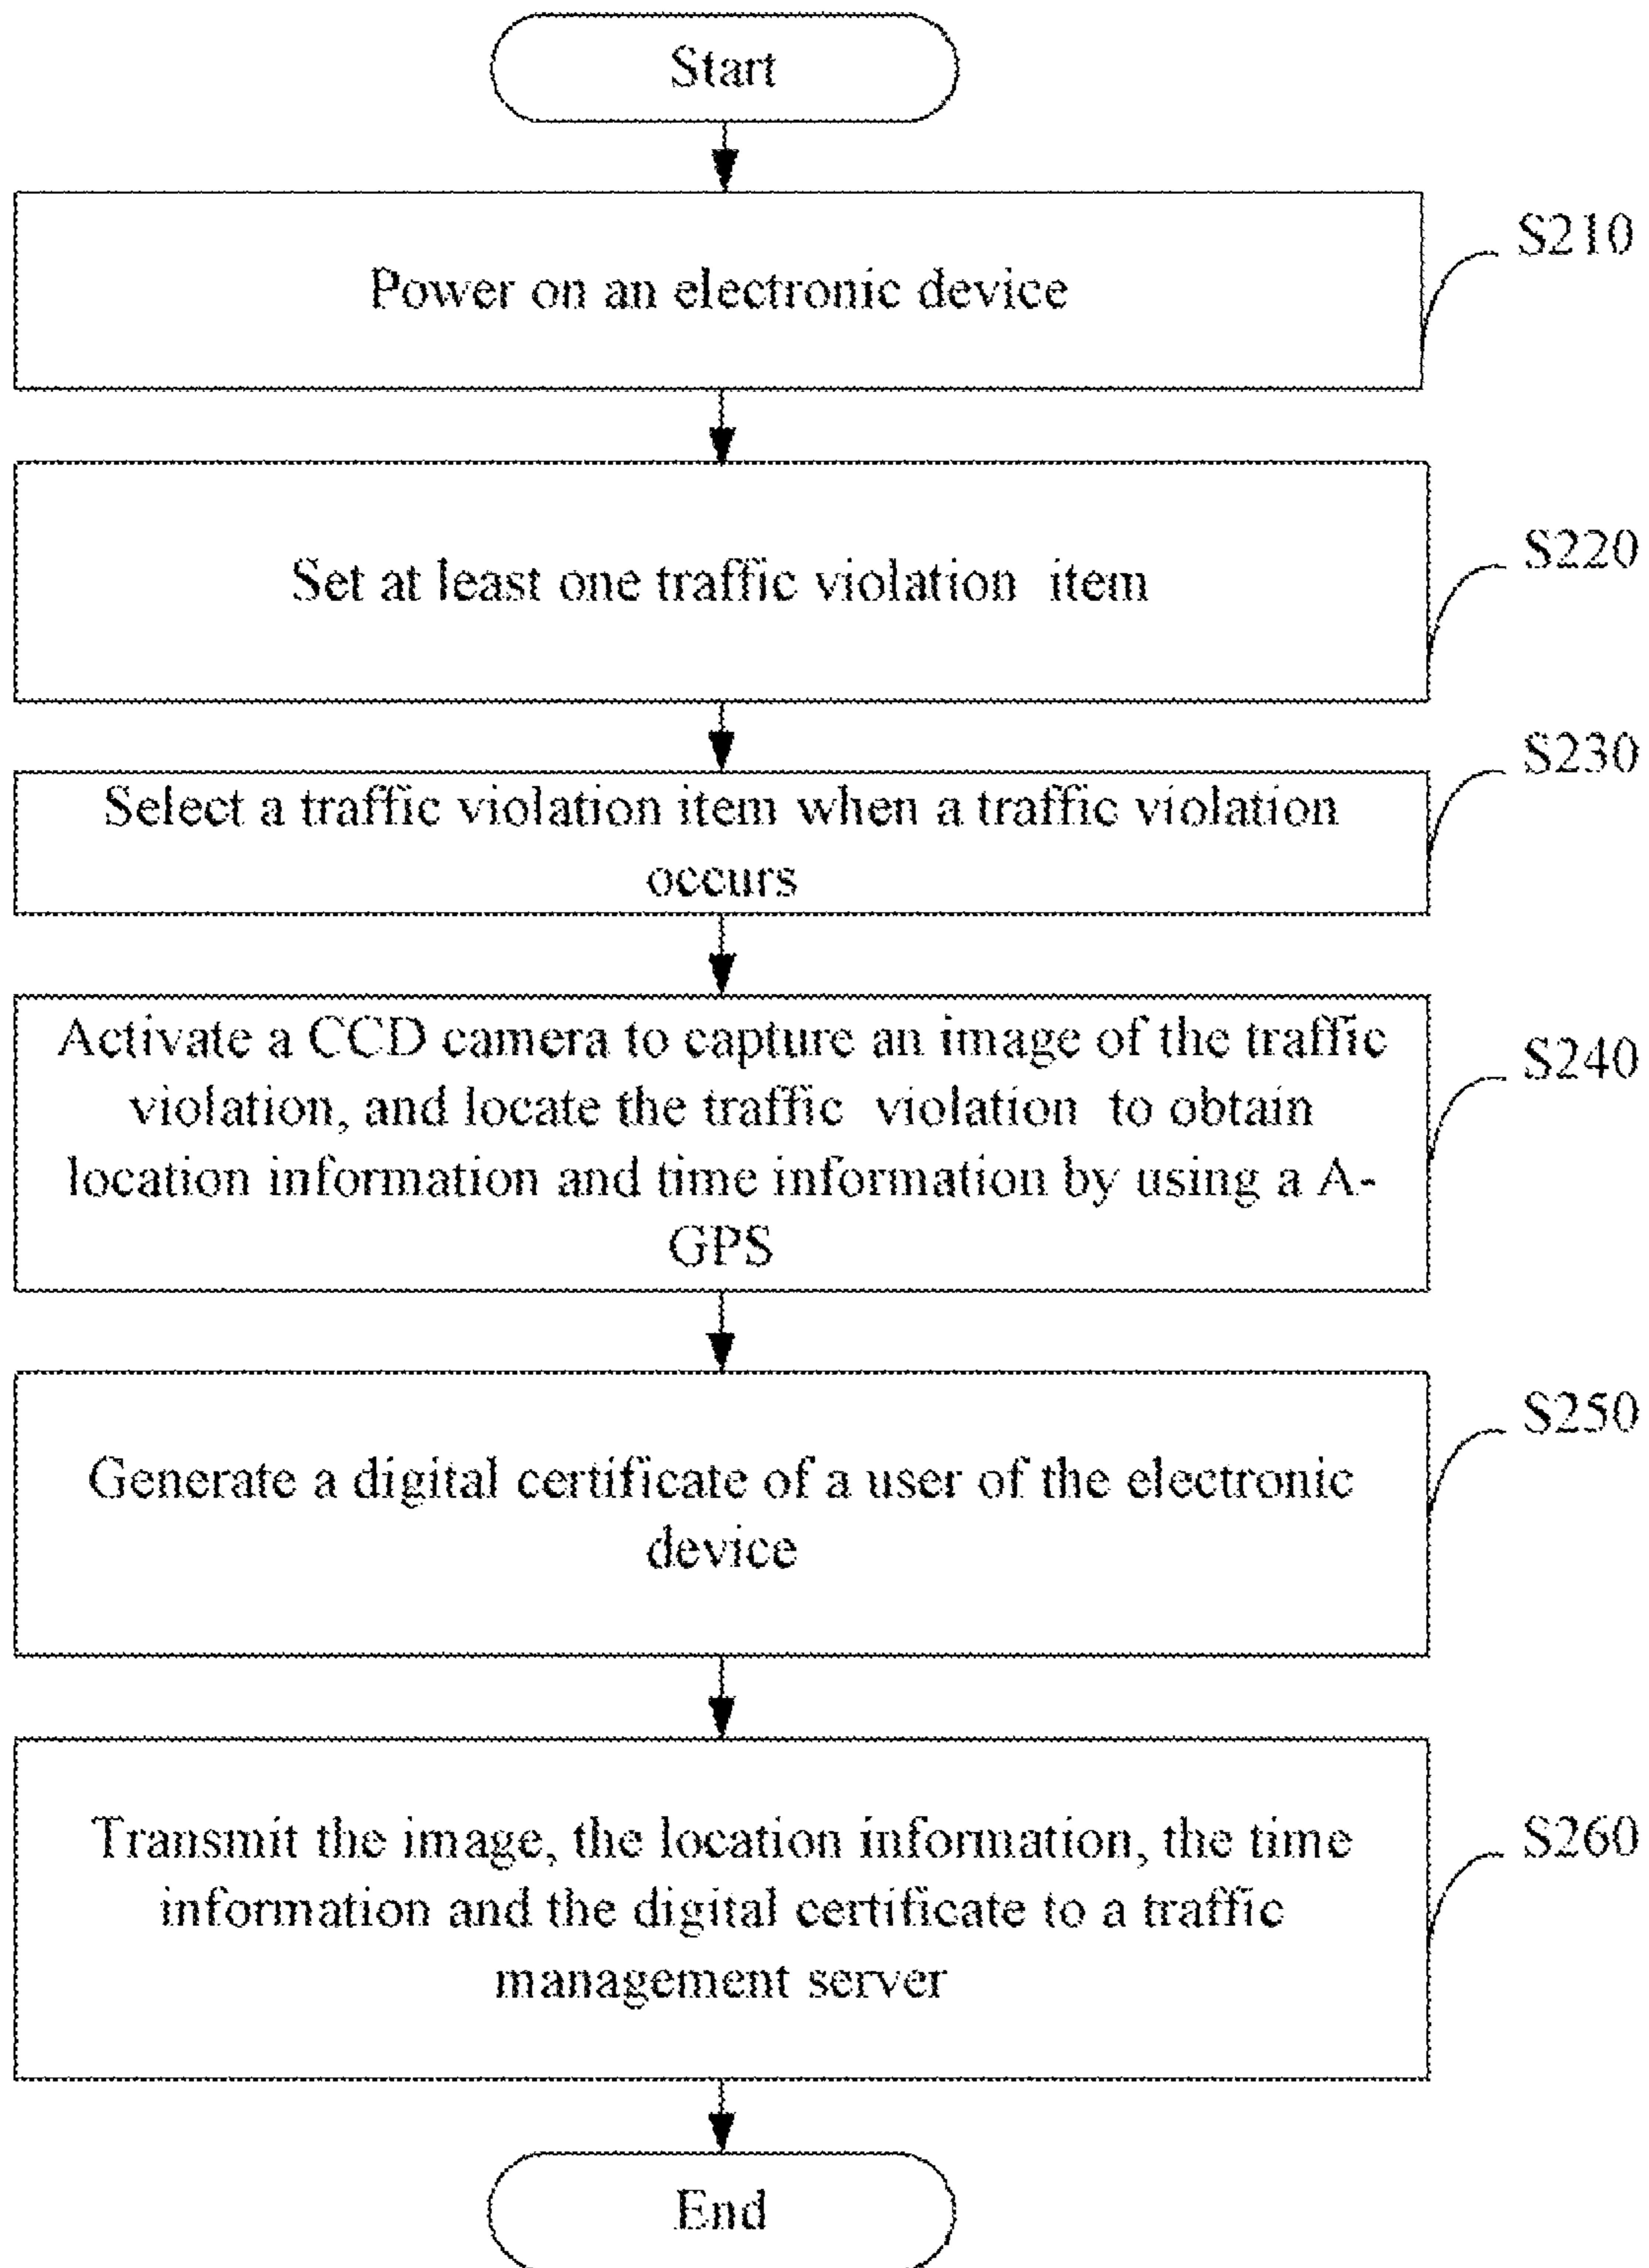 Start
Power on an electronic device
S210
Set at least one traffic violation item
S220
Select a traffic violation item when a traffic violation
occurs
S230
Activate a CCD camera to capture an image of the traffic
violation, and locate the traffic violation to obtain
location information and time information by using a A-
GPS
S240
Generate a digital certificate of a user of the electronic
device
S250
Transmit the image, the location information, the time
information and the digital certificate to a traffic
management server
S260
End